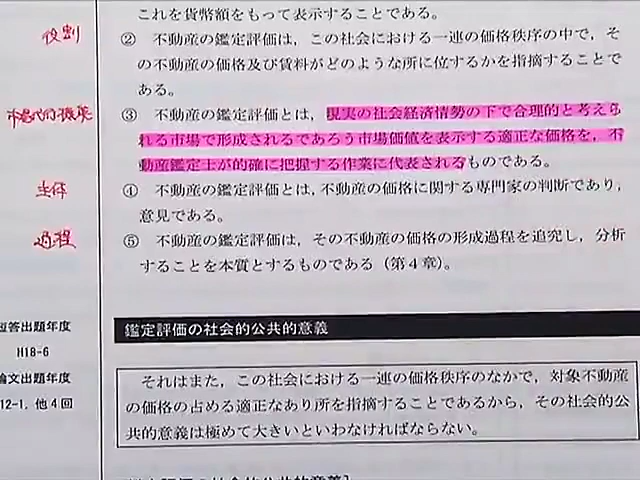 これを貨幣額をもって表示することである。
役割
② 不動産の鑑定評価は，この社会における一連の価格秩序の中で，そ
の不動産の価格及び賃料がどのような所に位するかを指摘することで
ある。
市場代行機能
③ 不動産の鑑定評価とは，現実の社会経済情勢の下で合理的と考えら
れる市場で形成されるであろう市場価値を表示する適正な価格を，不
動産鑑定士が的確に把握する作業に代表されるものである。
主体
④ 不動産の鑑定評価とは，不動産の価格に関する専門家の判断であり，
意見である。
過程
⑤ 不動産の鑑定評価は，その不動産の価格の形成過程を追究し，分析
することを本質とするものである（第４章）。
短答出題年度
H18-6
論文出題年度
12-1，他４回
鑑定評価の社会的公共的意義
それはまた，この社会における一連の価格秩序のなかで，対象不動産
の価格の占める適正なあり所を指摘することであるから，その社会的公
共的意義は極めて大きいといわなければならない。